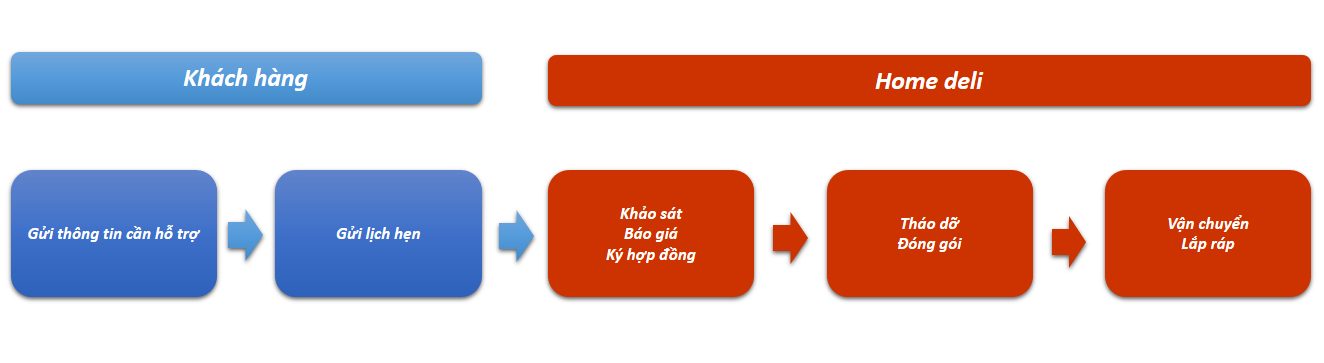 Khách hàng
Home deli
Gửi thông tin cần hỗ trợ
Gửi lịch hẹn
Khảo sát
Báo giá
Ký hợp đồng
Tháo dỡ
Đóng gói
Vận chuyển
Lắp ráp